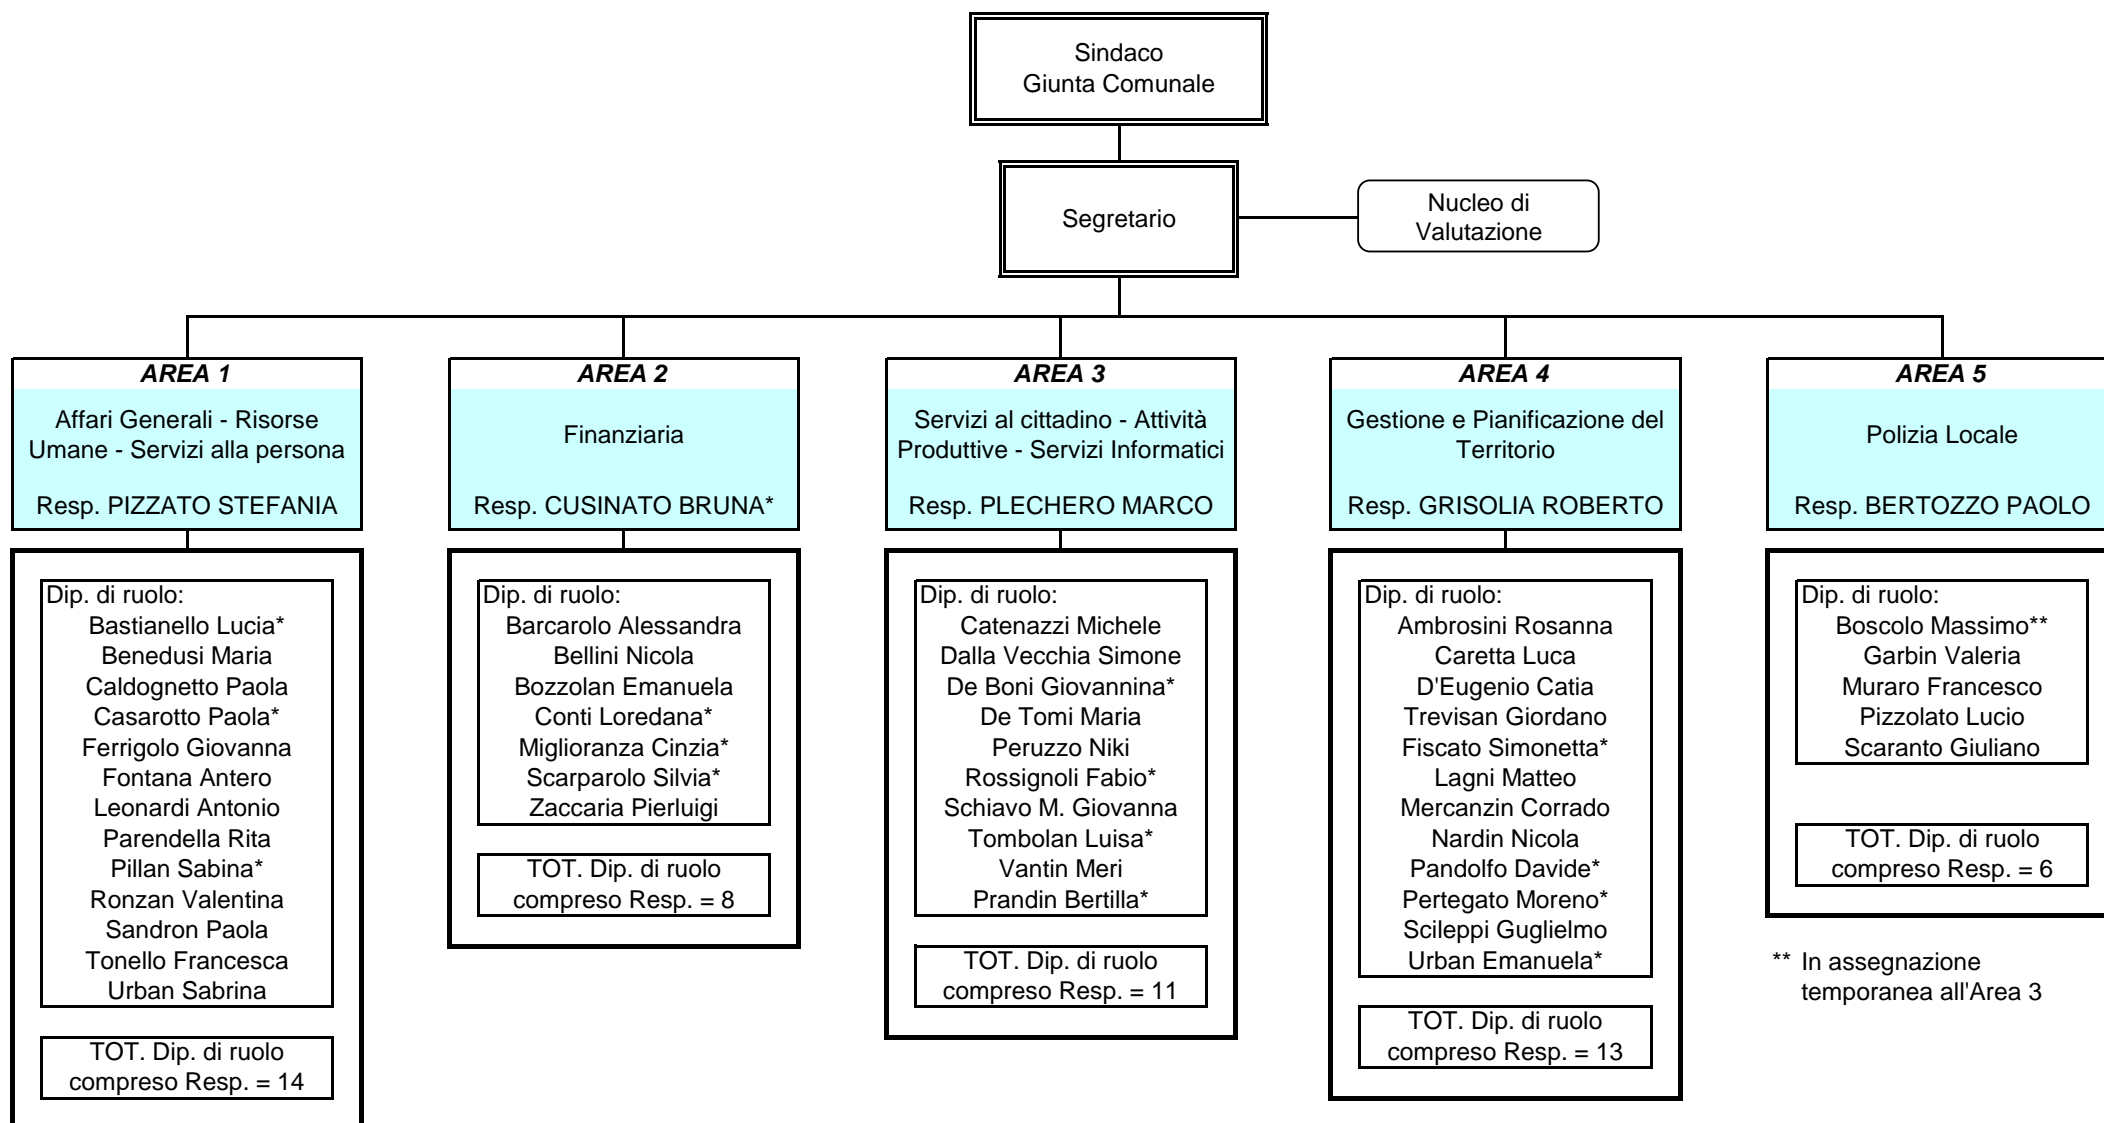 Sindaco
Giunta Comunale
Segretario
Nucleo di
Valutazione
AREA 1
Affari Generali - Risorse
Umane - Servizi alla persona
Resp. PIZZATO STEFANIA
Dip. di ruolo:
Bastianello Lucia*
Benedusi Maria
Caldognetto Paola
Casarotto Paola*
Ferrigolo Giovanna
Fontana Antero
Leonardi Antonio
Parendella Rita
Pillan Sabina*
Ronzan Valentina
Sandron Paola
Tonello Francesca
Urban Sabrina
TOT. Dip. di ruolo
compreso Resp. = 14
AREA 2
Finanziaria
Resp. CUSINATO BRUNA*
Dip. di ruolo:
Barcarolo Alessandra
Bellini Nicola
Bozzolan Emanuela
Conti Loredana*
Miglioranza Cinzia*
Scarparolo Silvia*
Zaccaria Pierluigi
TOT. Dip. di ruolo
compreso Resp. = 8
AREA 3
Servizi al cittadino - Attività
Produttive - Servizi Informatici
Resp. PLECHERO MARCO
Dip. di ruolo:
Catenazzi Michele
Dalla Vecchia Simone
De Boni Giovannina*
De Tomi Maria
Peruzzo Niki
Rossignoli Fabio*
Schiavo M. Giovanna
Tombolan Luisa*
Vantin Meri
Prandin Bertilla*
TOT. Dip. di ruolo
compreso Resp. = 11
AREA 4
Gestione e Pianificazione del
Territorio
Resp. GRISOLIA ROBERTO
Dip. di ruolo:
Ambrosini Rosanna
Caretta Luca
D'Eugenio Catia
Trevisan Giordano
Fiscato Simonetta*
Lagni Matteo
Mercanzin Corrado
Nardin Nicola
Pandolfo Davide*
Pertegato Moreno*
Scileppi Guglielmo
Urban Emanuela*
TOT. Dip. di ruolo
compreso Resp. = 13
AREA 5
Polizia Locale
Resp. BERTOZZO PAOLO
Dip. di ruolo:
Boscolo Massimo**
Garbin Valeria
Muraro Francesco
Pizzolato Lucio
Scaranto Giuliano
TOT. Dip. di ruolo
compreso Resp. = 6
** In assegnazione
temporanea all'Area 3